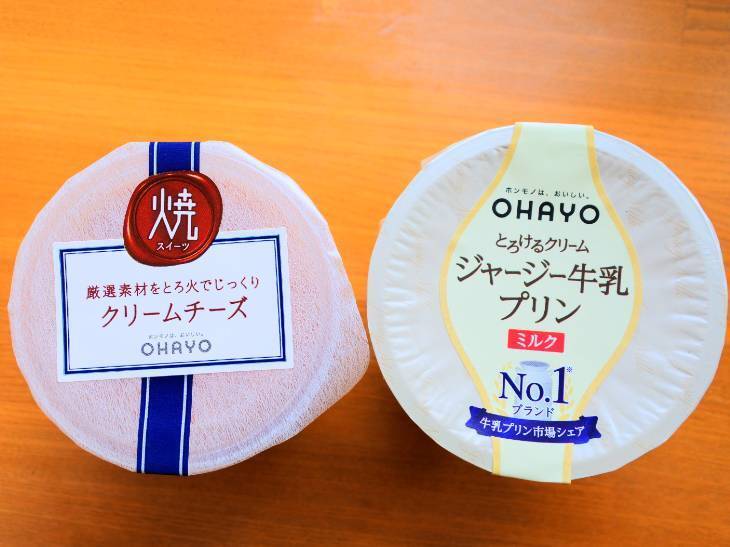 焼
スイーツ
厳選素材をとろ火でじっくり
クリームチーズ
ホンモノは、おいしい。
OHAYO
ホンモノは、おいしい。
OHAYO
とろけるクリーム
ジャージー牛乳
プリン
ミルク
No.1※
ブランド
牛乳プリン市場シェア